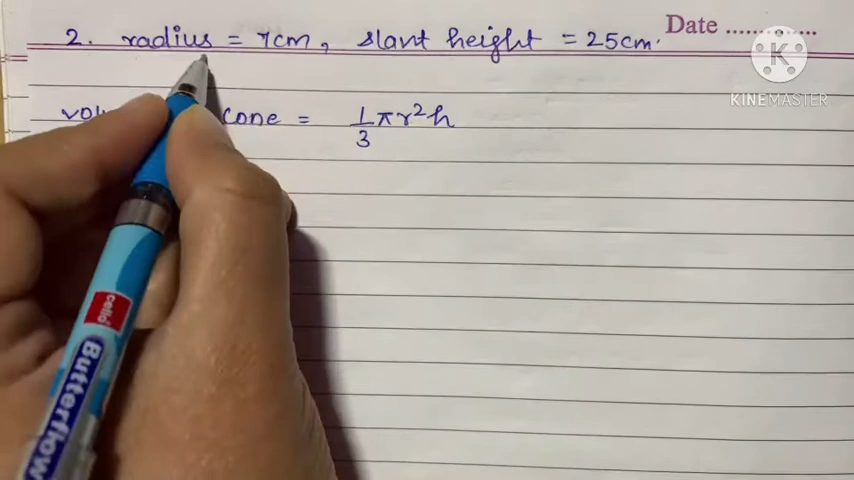 Date ..................
2. radius = 7cm, slant height = 25cm.
cone = 1/3 πr²h
K
KINEMASTER
cello
Butterflow